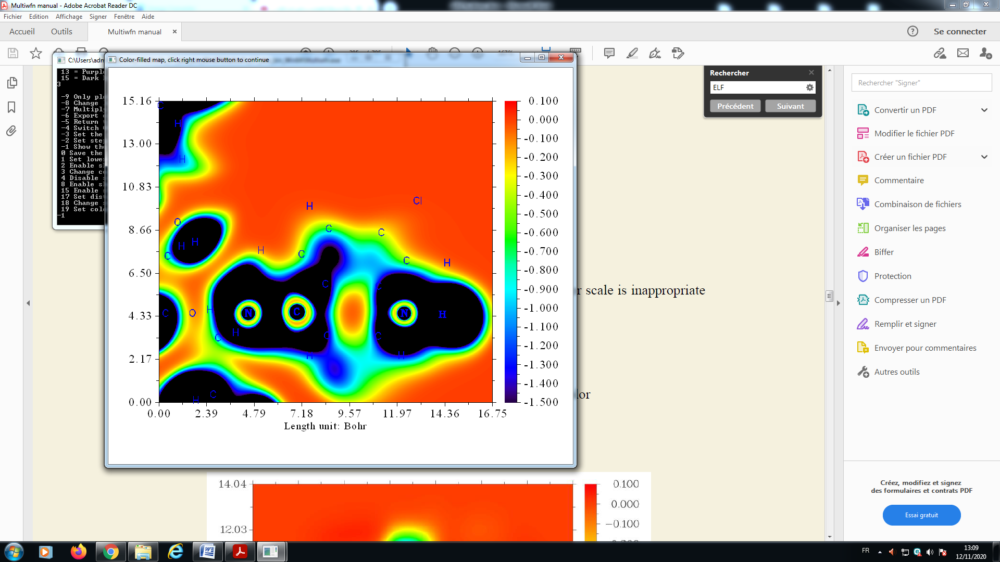 Multiwfn manual - Adobe Acrobat Reader DC
Fichier Edition Affichage Signer Fenêtre Aide
Accueil Outils Multiwfn manual × Se connecter
C:\Users\adm
Color-filled map, click right mouse button to continue
13 = Purpl
15 = Dark
3
-9 Only pl
-8 Change
-7 Multipl
-6 Export
-5 Return
-4 Switch
-3 Set the
-2 Set ste
-1 Show th
0 Save the
1 Set lowe
2 Enable s
3 Change c
4 Disable
8 Enable s
15 Enable
17 Set dis
18 Change
19 Set col
-1
15.16
13.00
10.83
8.66
6.50
4.33
2.17
0.00
0.00 2.39 4.79 7.18 9.57 11.97 14.36 16.75
Length unit: Bohr
C
H
H
H Cl
O C C
H H H
C C C H
C C
C O H N C N H
H C C C
H H
C
H
0.100
0.000
-0.100
-0.200
-0.300
-0.400
-0.500
-0.600
-0.700
-0.800
-0.900
-1.000
-1.100
-1.200
-1.300
-1.400
-1.500
r scale is inappropriate
lor
14.04
12.03
0.100
0.000
-0.100
Rechercher
ELF
Précédent Suivant
Rechercher "Signer"
Convertir un PDF
Modifier le fichier PDF
Créer un fichier PDF
Commentaire
Combinaison de fichiers
Organiser les pages
Biffer
Protection
Compresser un PDF
Remplir et signer
Envoyer pour commentaires
Autres outils
Créez, modifiez et signez
des formulaires et contrats PDF
Essai gratuit
FR
13:09
12/11/2020